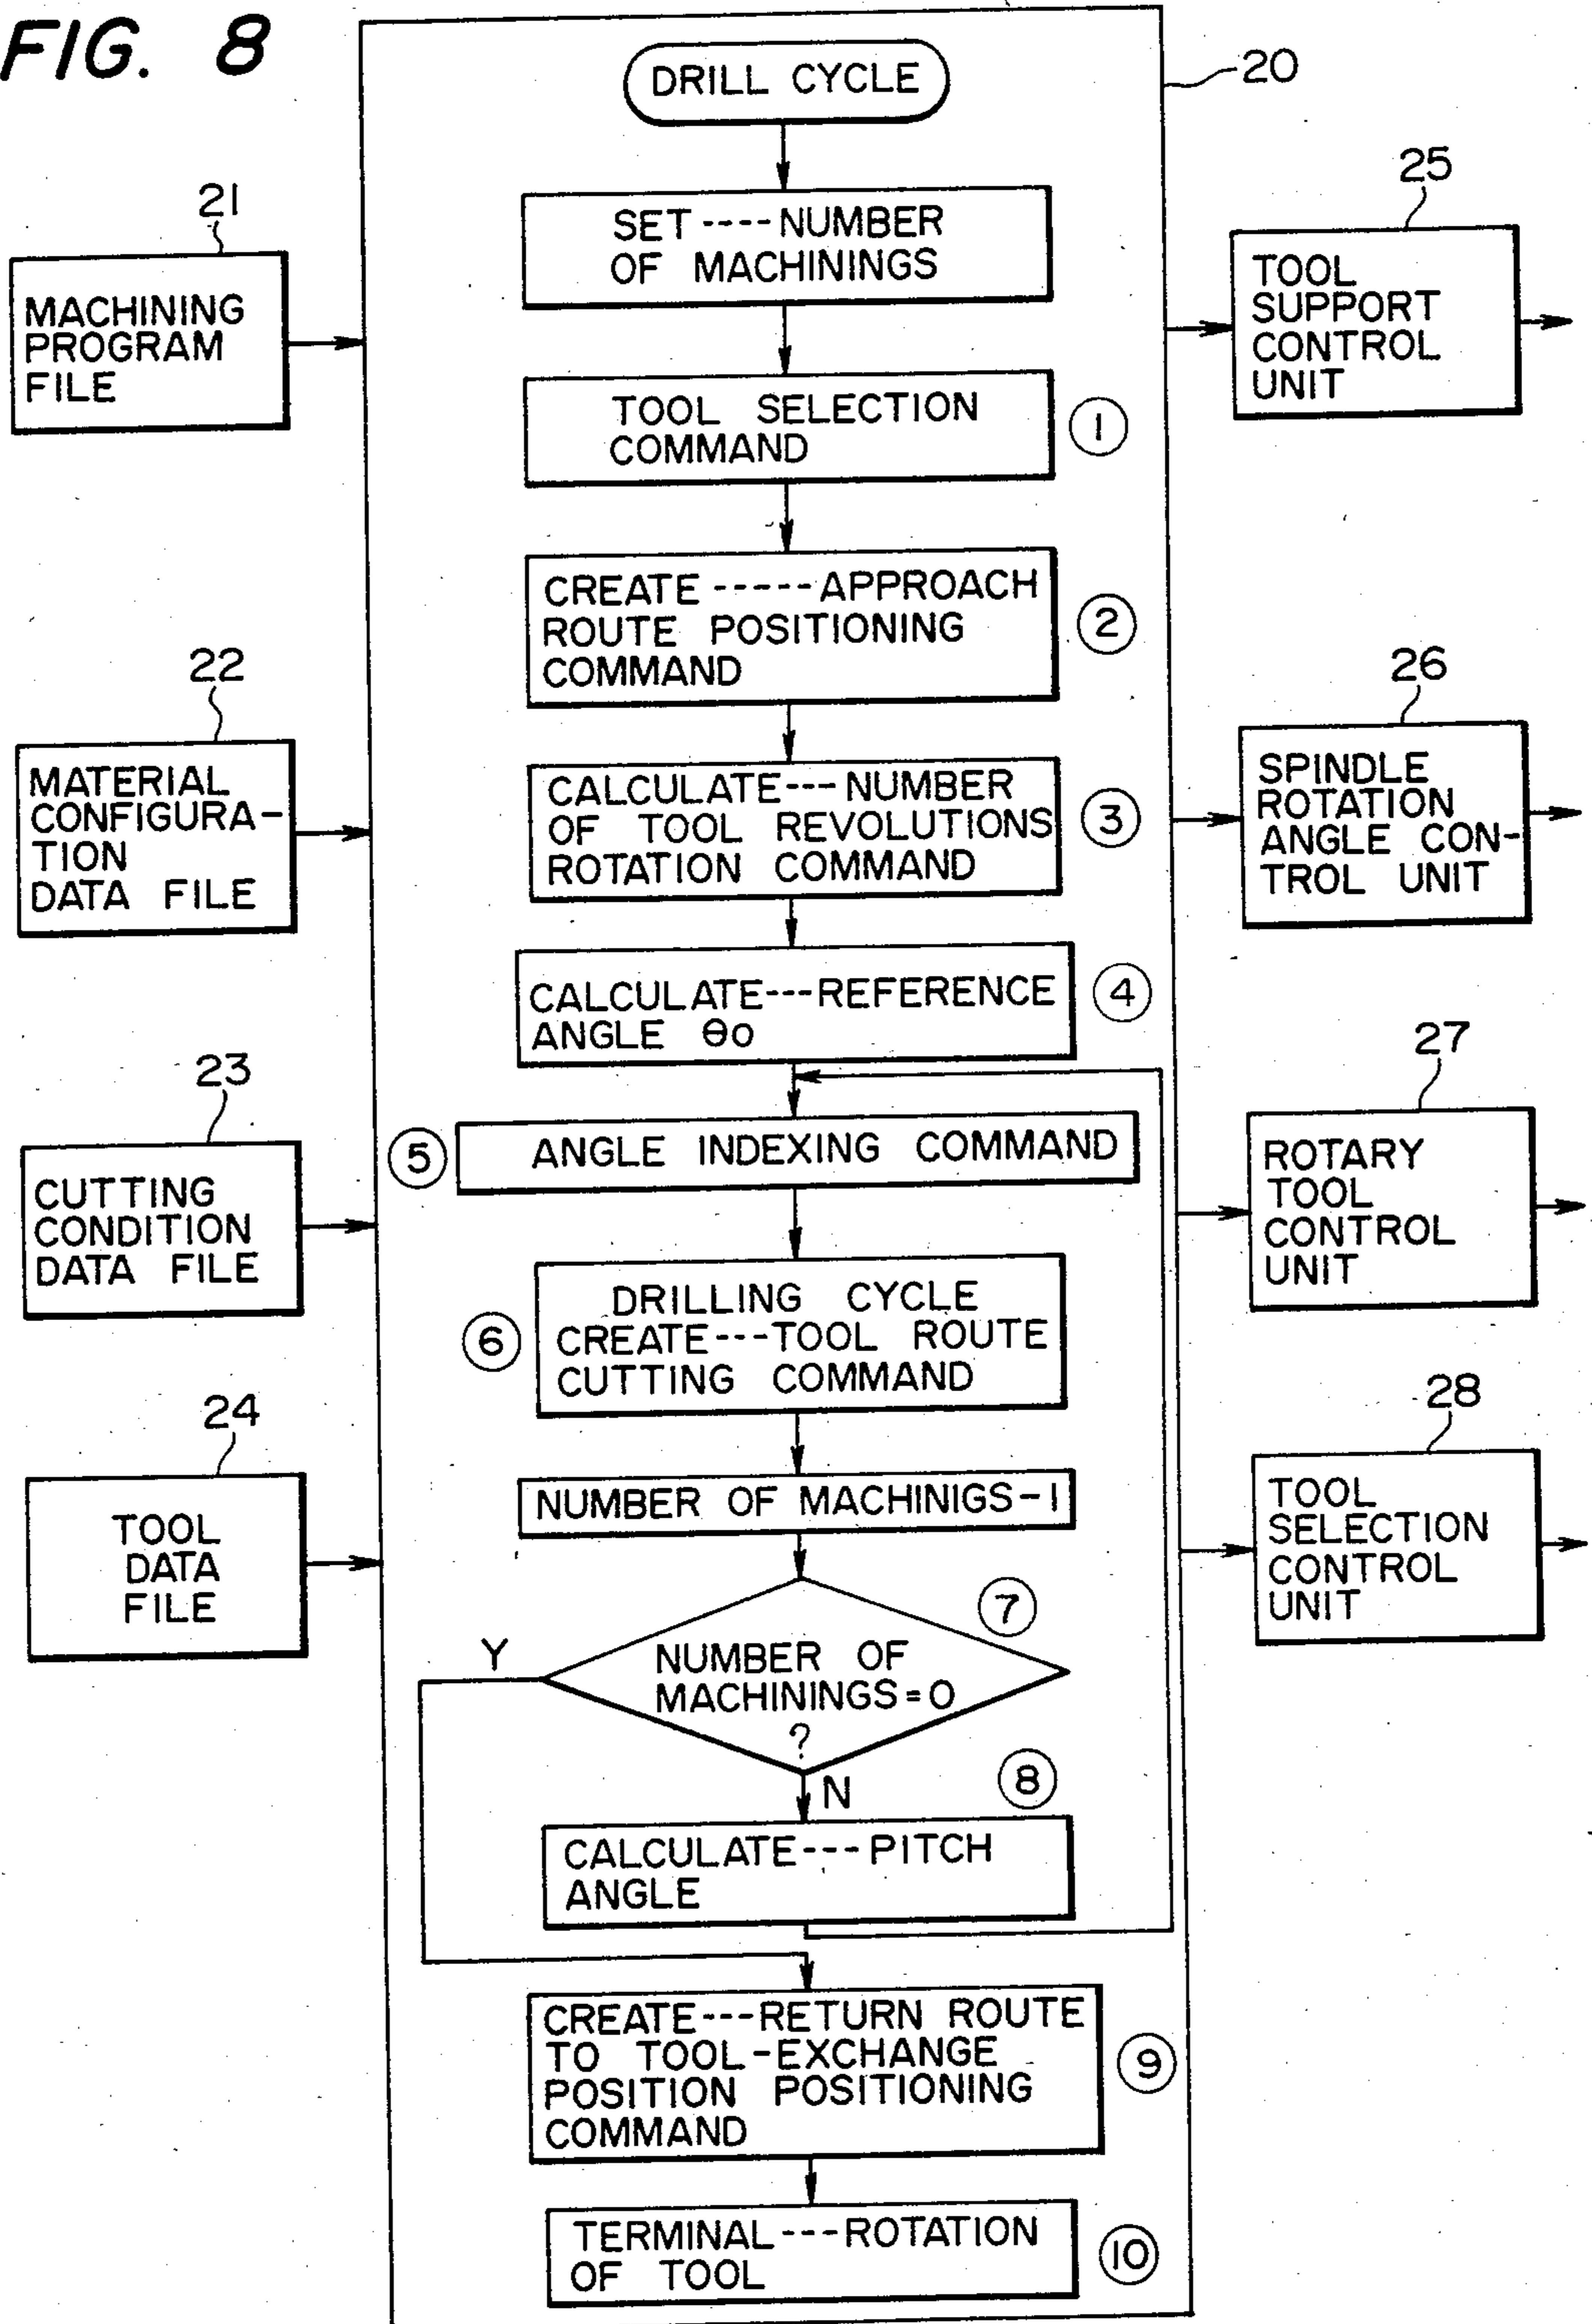 FIG. 8
DRILL CYCLE
20
SET ---- NUMBER
OF MACHININGS
TOOL SELECTION
COMMAND
1
CREATE ----- APPROACH
ROUTE POSITIONING
COMMAND
2
CALCULATE --- NUMBER
OF TOOL REVOLUTIONS
ROTATION COMMAND
3
CALCULATE --- REFERENCE
ANGLE θo
4
5
ANGLE INDEXING COMMAND
6
DRILLING CYCLE
CREATE --- TOOL ROUTE
CUTTING COMMAND
NUMBER OF MACHINIGS-1
7
NUMBER OF
MACHININGS=0
?
Y
N
8
CALCULATE --- PITCH
ANGLE
CREATE --- RETURN ROUTE
TO TOOL-EXCHANGE
POSITION POSITIONING
COMMAND
9
TERMINAL --- ROTATION
OF TOOL
10
21
MACHINING
PROGRAM
FILE
22
MATERIAL
CONFIGURA-
TION
DATA FILE
23
CUTTING
CONDITION
DATA FILE
24
TOOL
DATA
FILE
25
TOOL
SUPPORT
CONTROL
UNIT
26
SPINDLE
ROTATION
ANGLE CON-
TROL UNIT
27
ROTARY
TOOL
CONTROL
UNIT
28
TOOL
SELECTION
CONTROL
UNIT